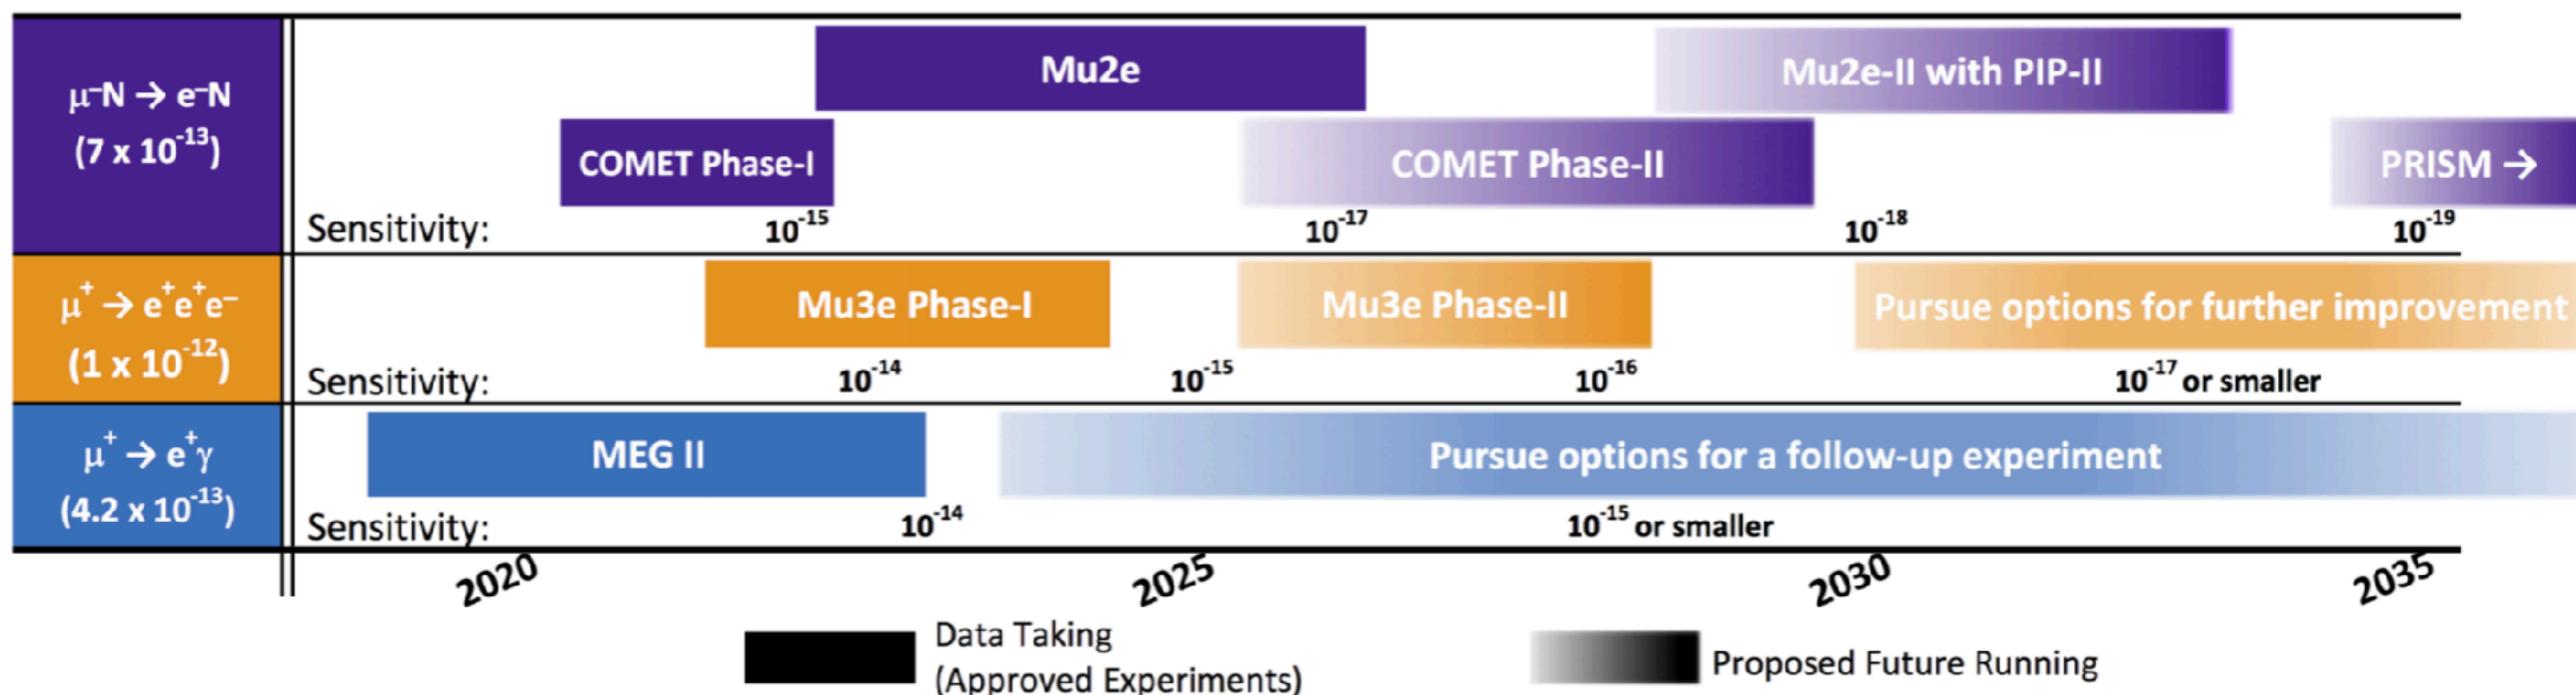 μ⁻N → e⁻N
(7 x 10⁻¹³)
Mu2e
Mu2e-II with PIP-II
COMET Phase-I
COMET Phase-II
PRISM →
Sensitivity:
10⁻¹⁵
10⁻¹⁷
10⁻¹⁸
10⁻¹⁹
μ⁺ → e⁺e⁺e⁻
(1 x 10⁻¹²)
Mu3e Phase-I
Mu3e Phase-II
Pursue options for further improvement
Sensitivity:
10⁻¹⁴
10⁻¹⁵
10⁻¹⁶
10⁻¹⁷ or smaller
μ⁺ → e⁺γ
(4.2 x 10⁻¹³)
MEG II
Pursue options for a follow-up experiment
Sensitivity:
10⁻¹⁴
10⁻¹⁵ or smaller
2020
2025
2030
2035
Data Taking
(Approved Experiments)
Proposed Future Running